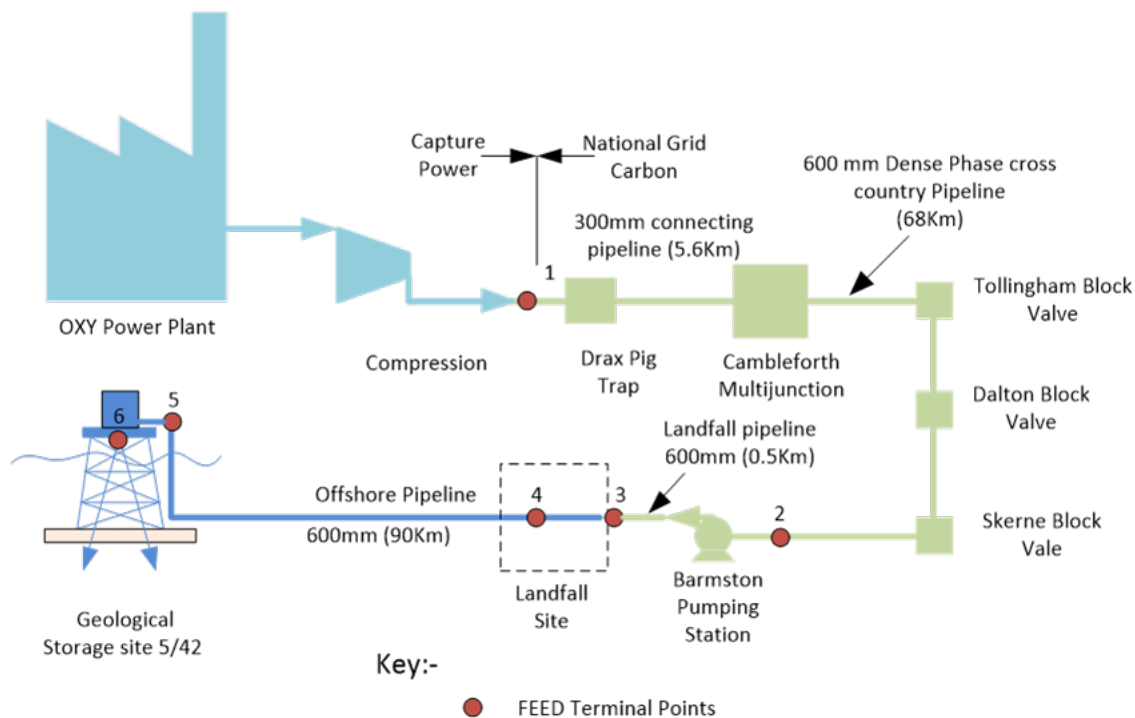 Capture
Power
National Grid
Carbon
600 mm Dense Phase cross
country Pipeline
(68Km)
300mm connecting
pipeline (5.6Km)
1
OXY Power Plant
Compression
Drax Pig
Trap
Cambleforth
Multijunction
Tollingham Block
Valve
Dalton Block
Valve
5
6
Landfall pipeline
600mm (0.5Km)
Offshore Pipeline
600mm (90Km)
4
3
2
Skerne Block
Vale
Landfall
Site
Barmston
Pumping
Station
Geological
Storage site 5/42
Key:-
FEED Terminal Points